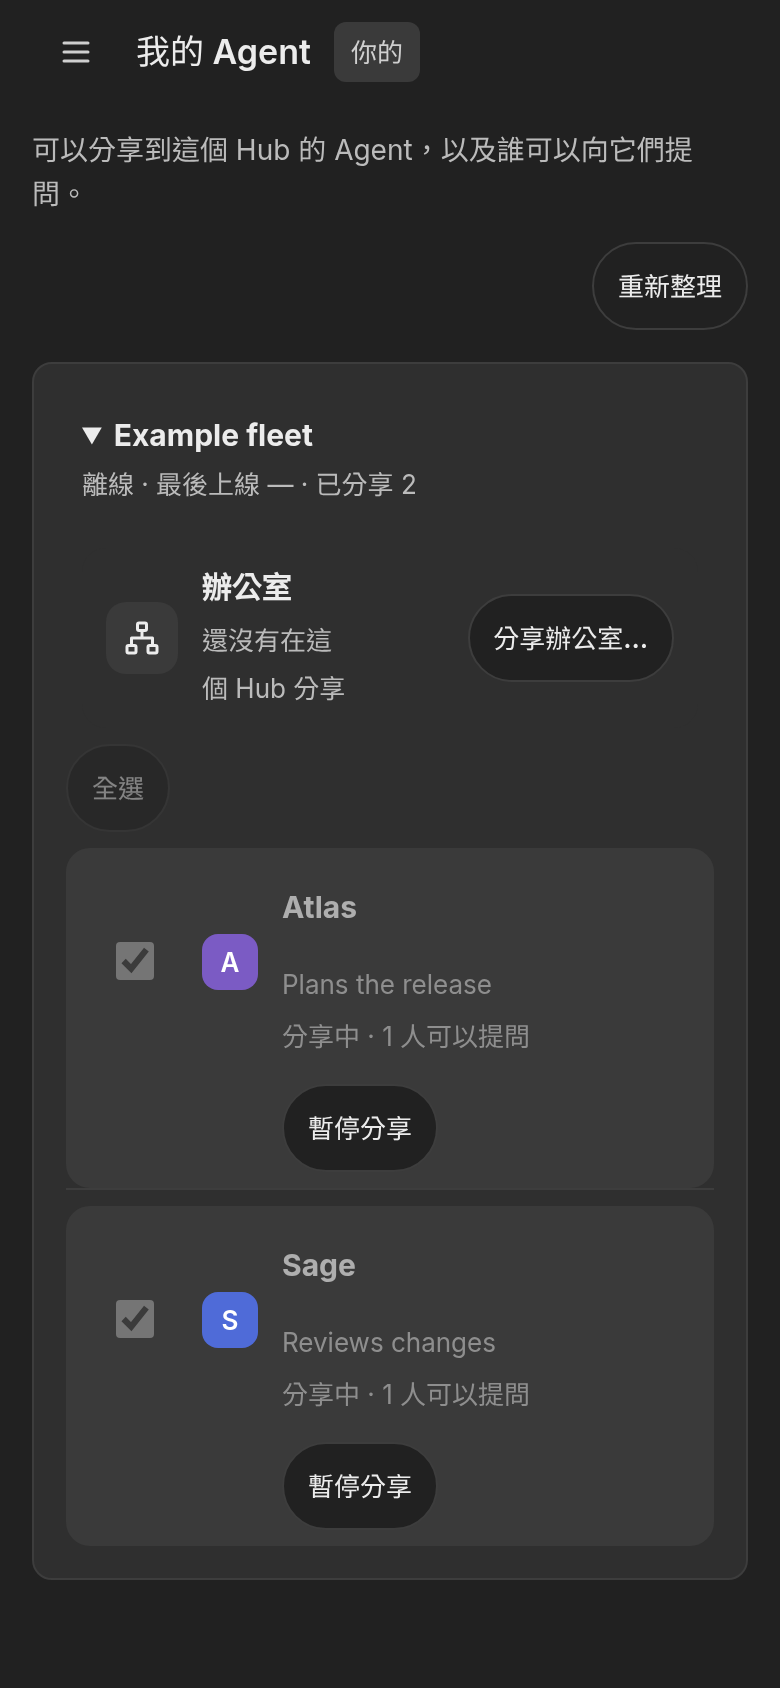 我的 Agent 你的
可以分享到這個 Hub 的 Agent，以及誰可以向它們提
問。
重新整理
▼ Example fleet
離線 · 最後上線 — · 已分享 2
辦公室
還沒有在這
個 Hub 分享
分享辦公室…
全選
Atlas
A
Plans the release
分享中 · 1 人可以提問
暫停分享
Sage
S
Reviews changes
分享中 · 1 人可以提問
暫停分享